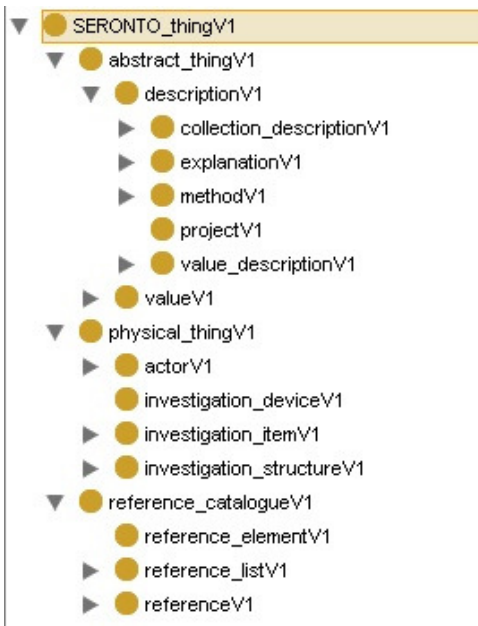 SERONTO_thingV1
abstract_thingV1
descriptionV1
collection_descriptionV1
explanationV1
methodV1
projectV1
value_descriptionV1
valueV1
physical_thingV1
actorV1
investigation_deviceV1
investigation_itemV1
investigation_structureV1
reference_catalogueV1
reference_elementV1
reference_listV1
referenceV1